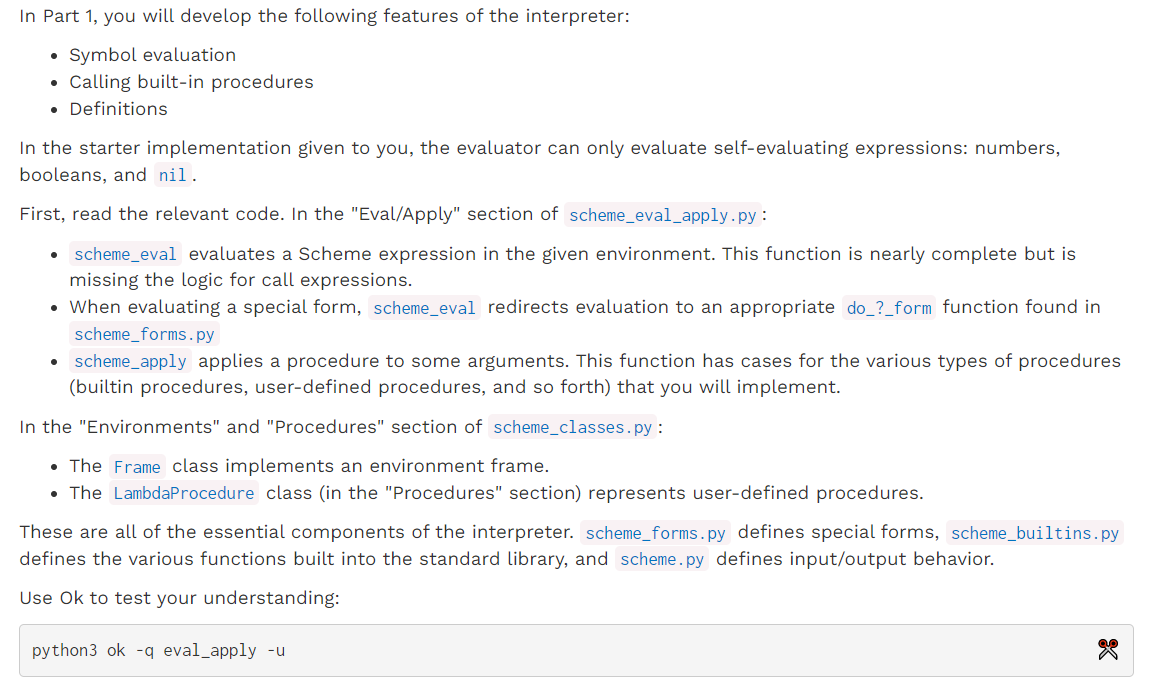 In Part 1, you will develop the following features of the interpreter:
• Symbol evaluation
• Calling built-in procedures
• Definitions
In the starter implementation given to you, the evaluator can only evaluate self-evaluating expressions: numbers,
booleans, and nil.
First, read the relevant code. In the "Eval/Apply" section of scheme_eval_apply.py:
• scheme_eval evaluates a Scheme expression in the given environment. This function is nearly complete but is
missing the logic for call expressions.
• When evaluating a special form, scheme_eval redirects evaluation to an appropriate do_?_form function found in
scheme_forms.py
• scheme_apply applies a procedure to some arguments. This function has cases for the various types of procedures
(builtin procedures, user-defined procedures, and so forth) that you will implement.
In the "Environments" and "Procedures" section of scheme_classes.py:
• The Frame class implements an environment frame.
• The LambdaProcedure class (in the "Procedures" section) represents user-defined procedures.
These are all of the essential components of the interpreter. scheme_forms.py defines special forms, scheme_builtins.py
defines the various functions built into the standard library, and scheme.py defines input/output behavior.
Use Ok to test your understanding:
python3 ok -q eval_apply -u